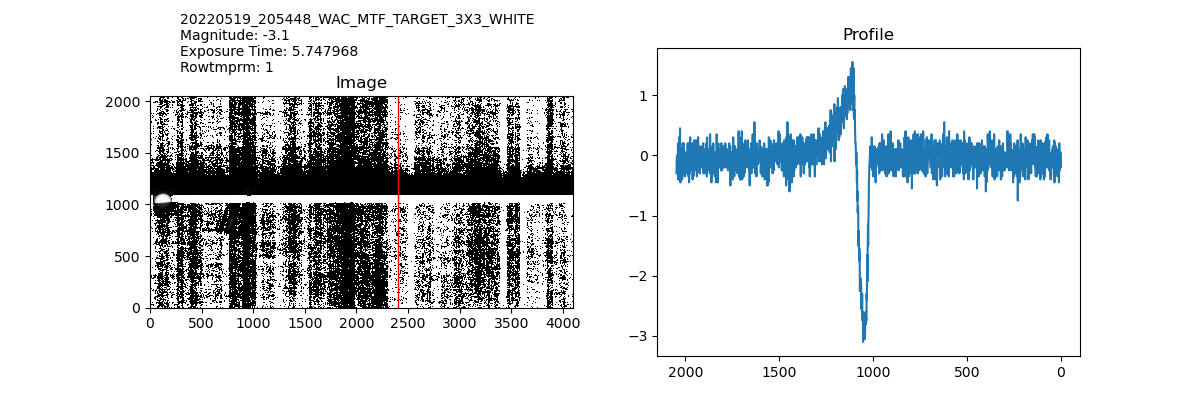 20220519_205448_WAC_MTF_TARGET_3X3_WHITE
Magnitude: -3.1
Exposure Time: 5.747968
Rowtmprm: 1
Image
2000
1500
1000
500
0
0 500 1000 1500 2000 2500 3000 3500 4000
Profile
1
0
−1
−2
−3
2000 1500 1000 500 0